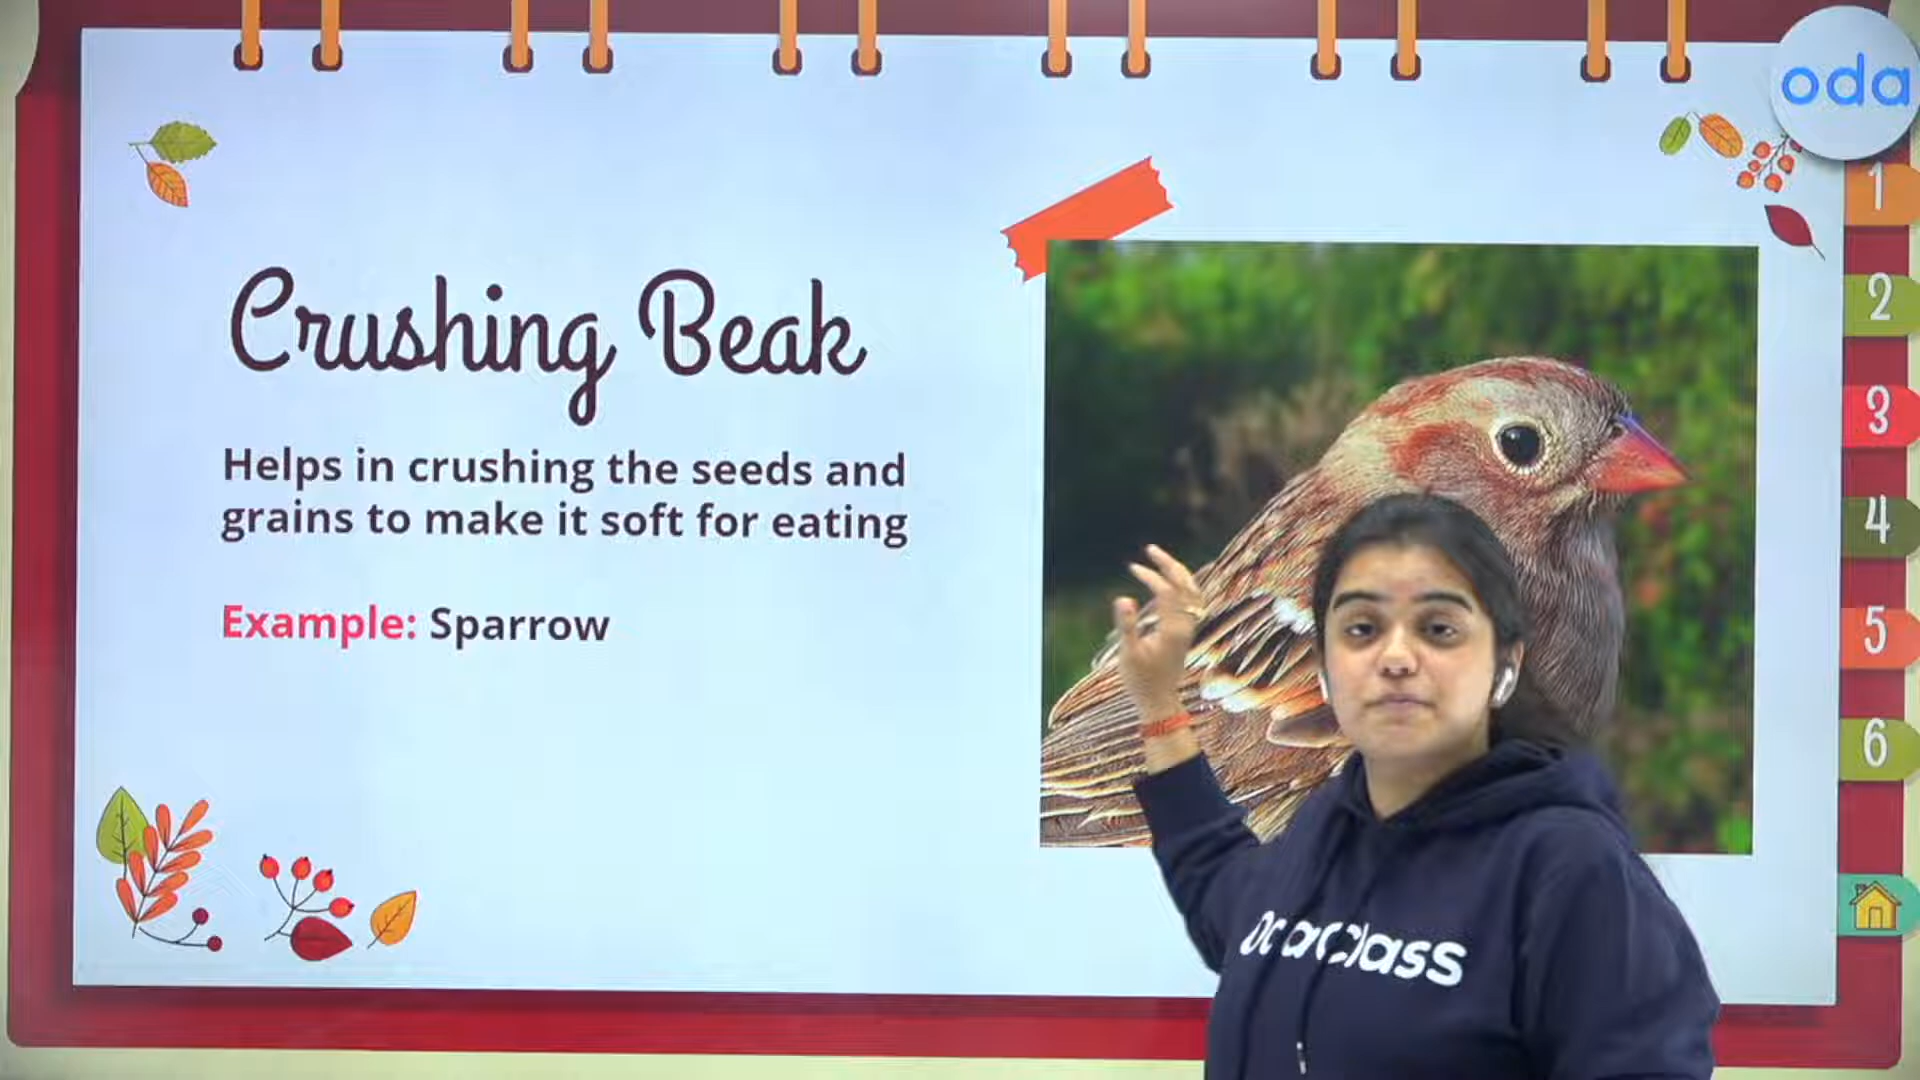 oda
1
2
3
4
5
6
Crushing Beak
Helps in crushing the seeds and
grains to make it soft for eating
Example: Sparrow